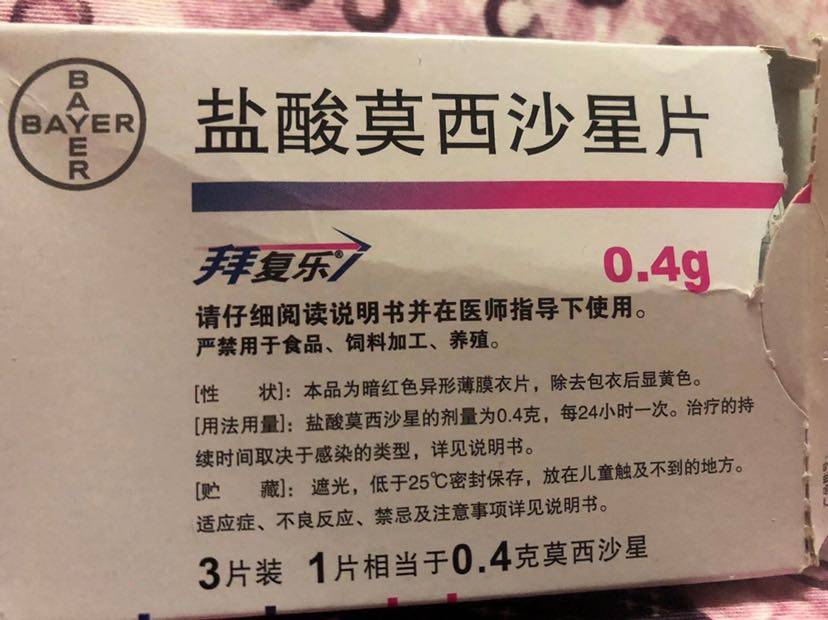 BAYER
BAYER
盐酸莫西沙星片
拜复乐®
0.4g
请仔细阅读说明书并在医师指导下使用。
严禁用于食品、饲料加工、养殖。
[性　　状]：本品为暗红色异形薄膜衣片，除去包衣后显黄色。
[用法用量]：盐酸莫西沙星的剂量为0.4克，每24小时一次。治疗的持
续时间取决于感染的类型，详见说明书。
[贮　　藏]：遮光，低于25℃密封保存，放在儿童触及不到的地方。
适应症、不良反应、禁忌及注意事项详见说明书。
3片装 1片相当于0.4克莫西沙星